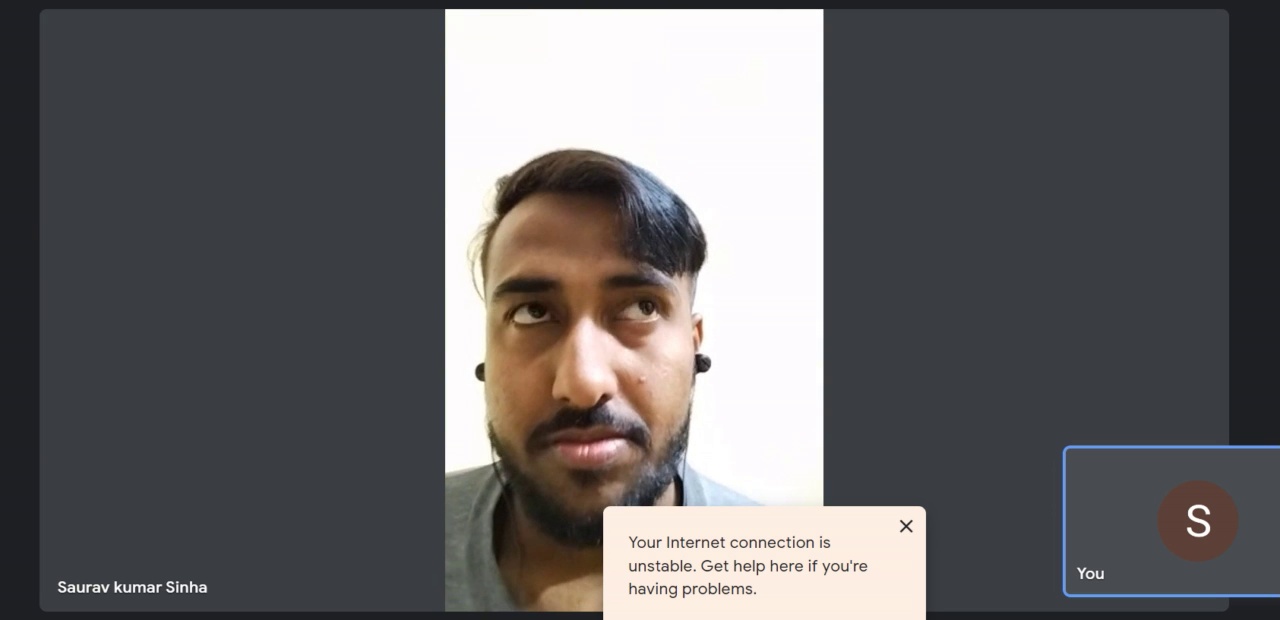 Saurav kumar Sinha
Your Internet connection is
unstable. Get help here if you're
having problems.
S
You